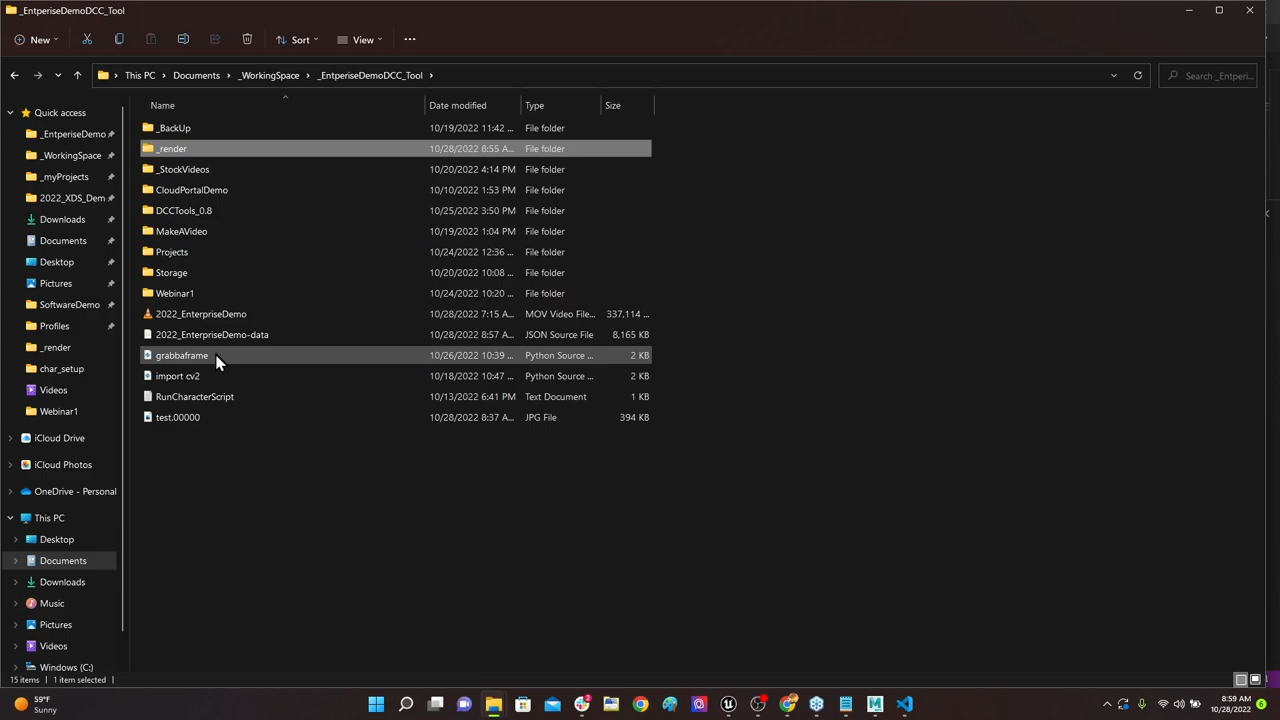 _EntperiseDemoDCC_Tool
New Sort View
This PC Documents _WorkingSpace _EntperiseDemoDCC_Tool Search _Entperi...
Name Date modified Type Size
Quick access
_EntperiseDemo
_WorkingSpace
_myProjects
2022_XDS_Dem
Downloads
Documents
Desktop
Pictures
SoftwareDemo
Profiles
_render
char_setup
Videos
Webinar1
iCloud Drive
iCloud Photos
OneDrive - Personal
This PC
Desktop
Documents
Downloads
Music
Pictures
Videos
Windows (C:)
_BackUp 10/19/2022 11:42 ... File folder
_render 10/28/2022 8:55 A... File folder
_StockVideos 10/20/2022 4:14 PM File folder
CloudPortalDemo 10/10/2022 1:53 PM File folder
DCCTools_0.8 10/25/2022 3:50 PM File folder
MakeAVideo 10/19/2022 1:04 PM File folder
Projects 10/24/2022 12:36 ... File folder
Storage 10/20/2022 10:08 ... File folder
Webinar1 10/24/2022 10:20 ... File folder
2022_EnterpriseDemo 10/28/2022 7:15 A... MOV Video File... 337,114 ...
2022_EnterpriseDemo-data 10/28/2022 8:57 A... JSON Source File 8,165 KB
grabbaframe 10/26/2022 10:39 ... Python Source ... 2 KB
import cv2 10/18/2022 10:47 ... Python Source ... 2 KB
RunCharacterScript 10/13/2022 6:41 PM Text Document 1 KB
test.00000 10/28/2022 8:37 A... JPG File 394 KB
15 items 1 item selected
59°F
Sunny
8:59 AM
10/28/2022
6
2